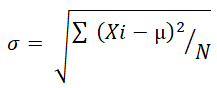 σ = √∑ (Xi − μ)²/N